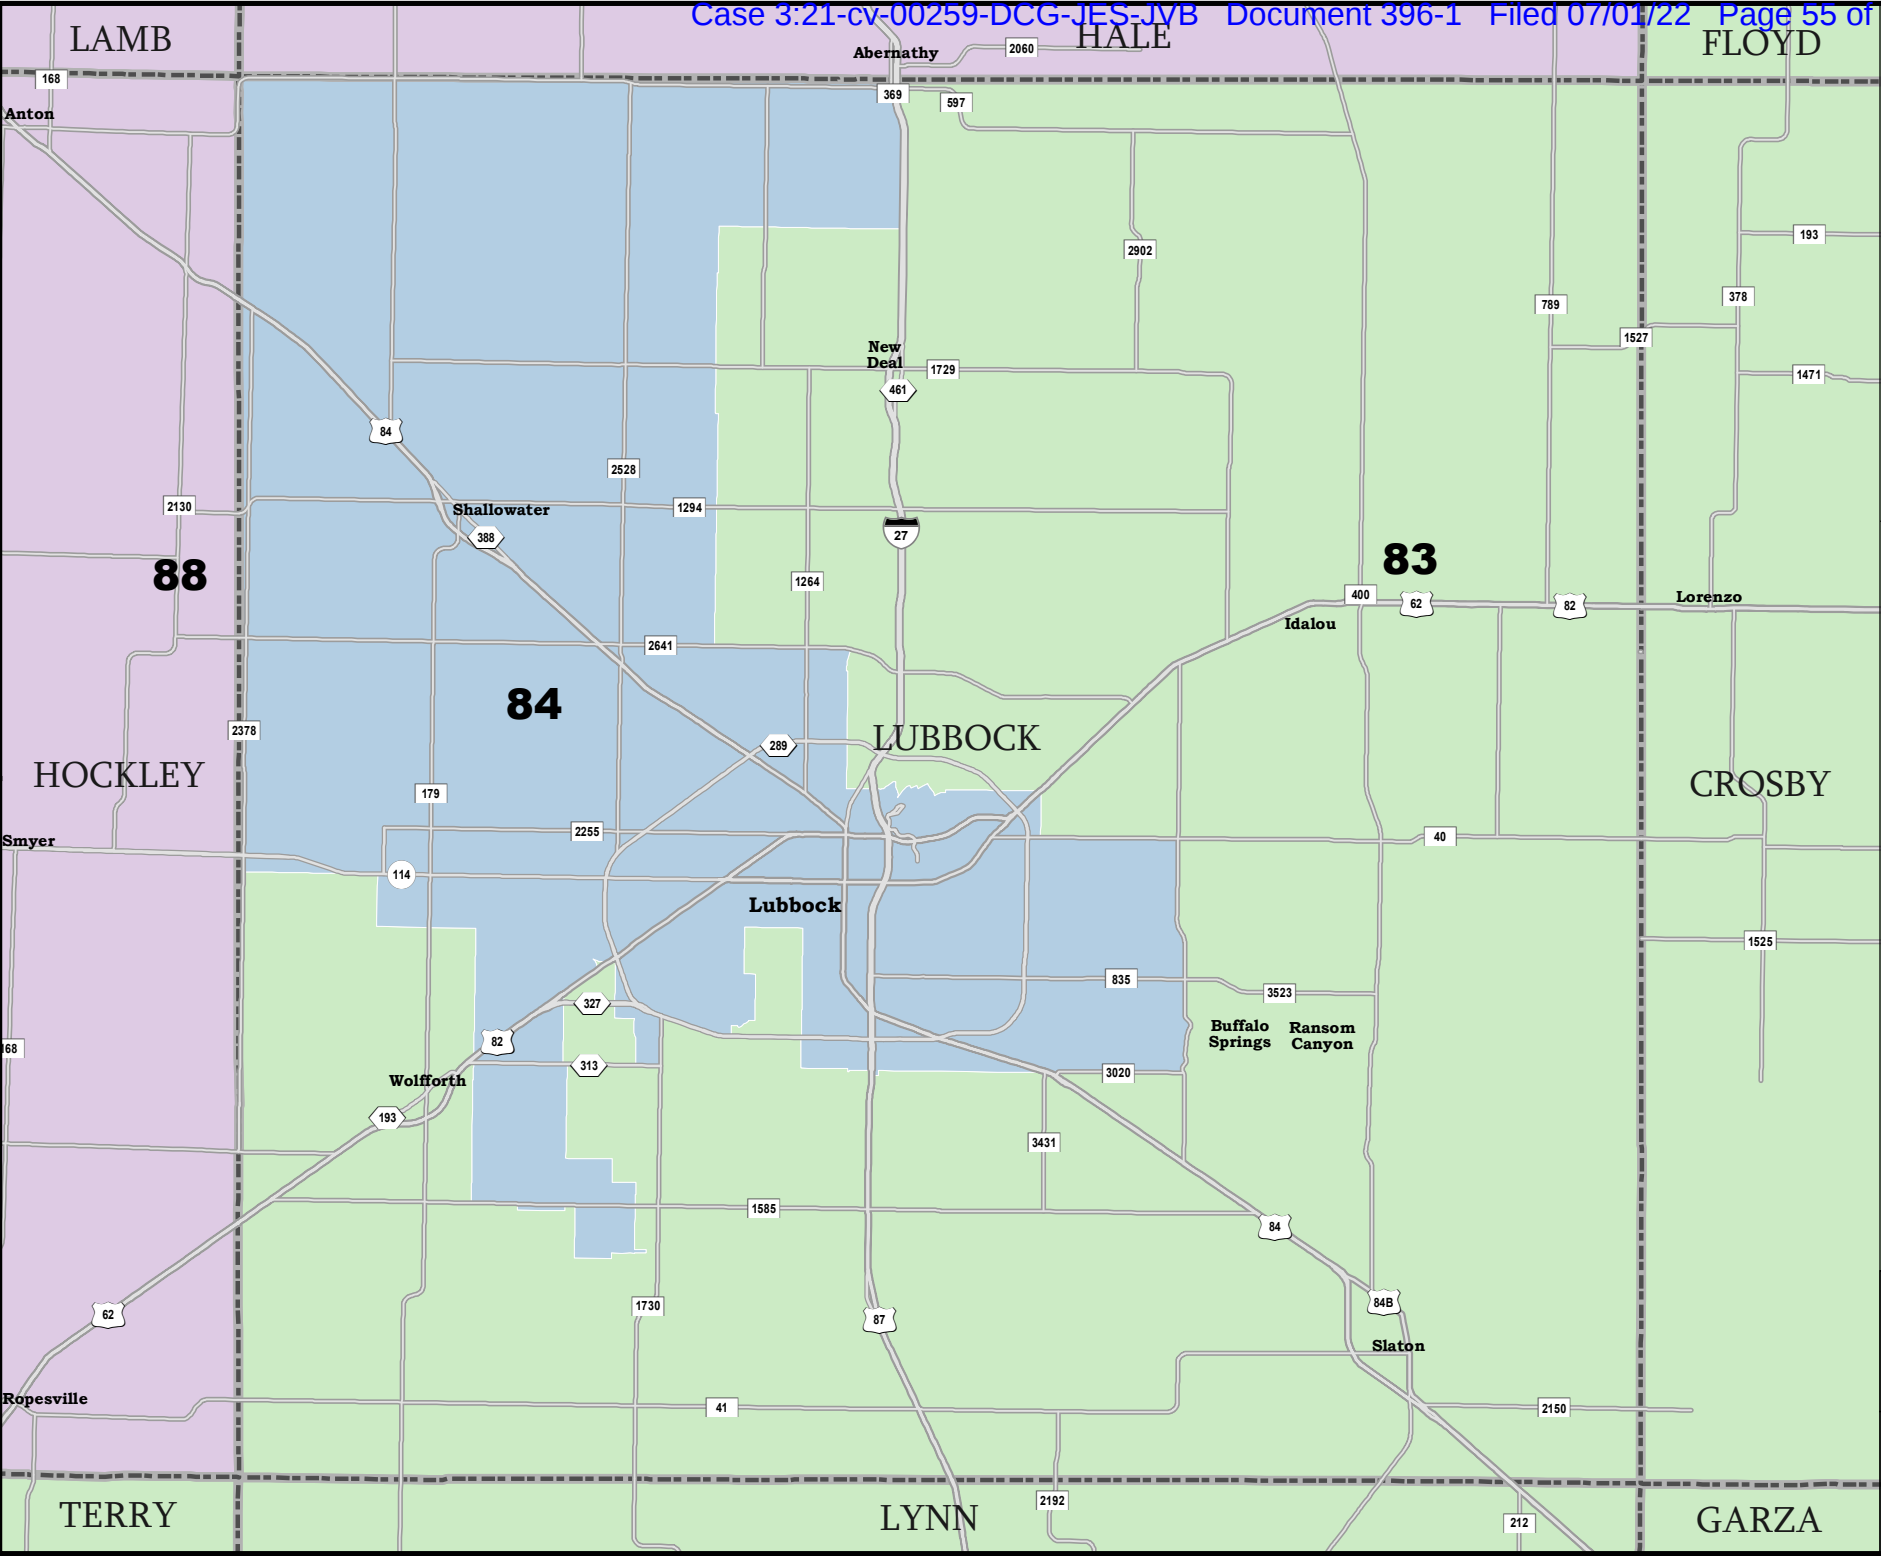 Case 3:21-cv-00259-DCG-JES-JVB Document 396-1 Filed 07/01/22 Page 55 of
LAMB
HALE
FLOYD
Abernathy
2060
168
369
597
Anton
193
2902
378
789
1527
New
Deal
1729
1471
461
84
2528
2130
1294
Shallowater
27
388
88
83
1264
400
62
82
Lorenzo
Idalou
2641
84
2378
289
LUBBOCK
HOCKLEY
CROSBY
179
2255
40
Smyer
114
Lubbock
1525
835
3523
327
Buffalo
Springs
Ransom
Canyon
82
168
313
3020
Wolfforth
193
3431
1585
84
62
1730
84B
87
Slaton
Ropesville
41
2150
2192
TERRY
LYNN
212
GARZA